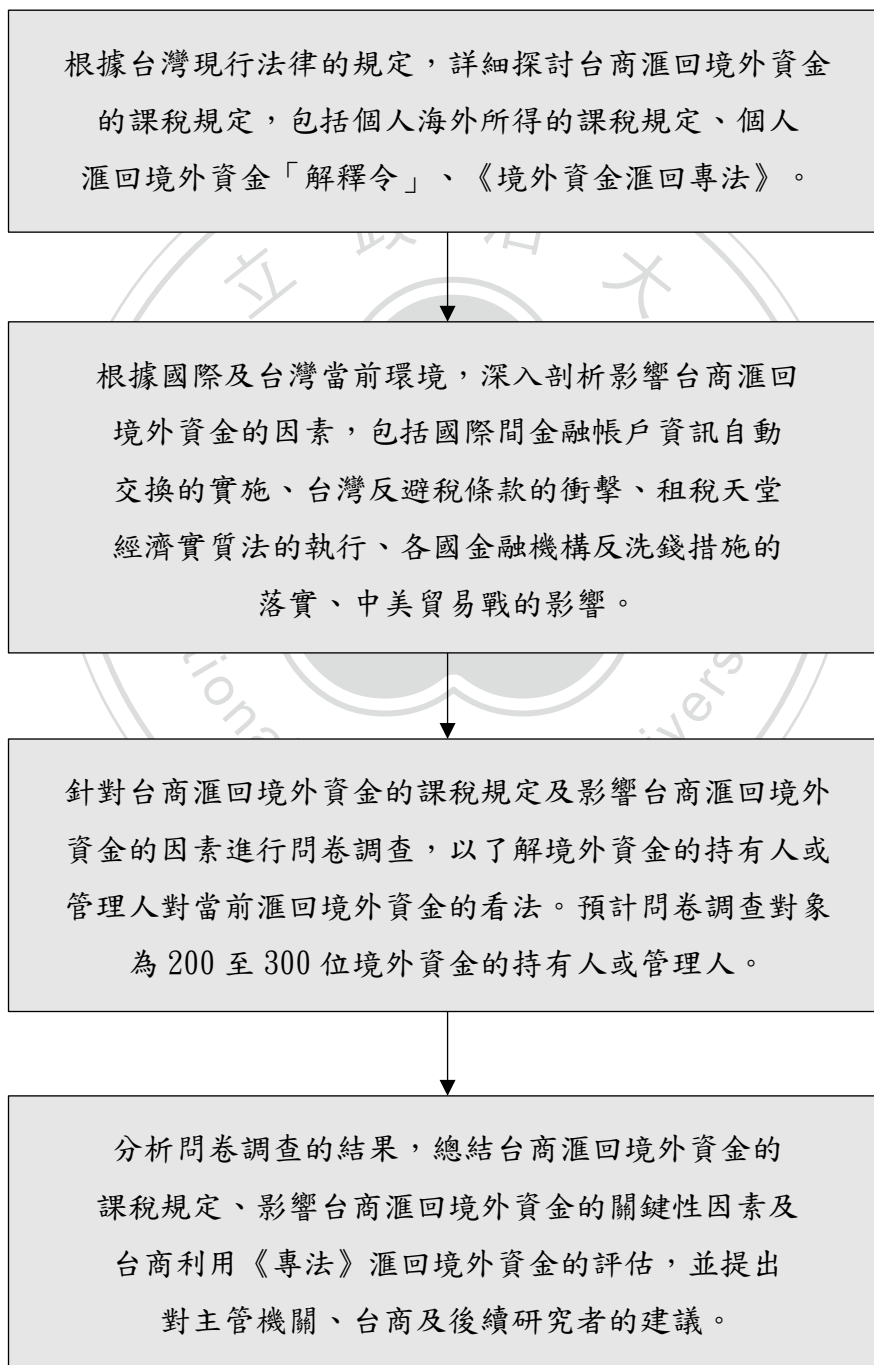 根據台灣現行法律的規定，詳細探討台商滙回境外資金
的課稅規定，包括個人海外所得的課稅規定、個人
滙回境外資金「解釋令」、《境外資金滙回專法》。
立 政 治 大
根據國際及台灣當前環境，深入剖析影響台商滙回
境外資金的因素，包括國際間金融帳戶資訊自動
交換的實施、台灣反避稅條款的衝擊、租稅天堂
經濟實質法的執行、各國金融機構反洗錢措施的
落實、中美貿易戰的影響。
針對台商滙回境外資金的課稅規定及影響台商滙回境外
資金的因素進行問卷調查，以了解境外資金的持有人或
管理人對當前滙回境外資金的看法。預計問卷調查對象
為 200 至 300 位境外資金的持有人或管理人。
分析問卷調查的結果，總結台商滙回境外資金的
課稅規定、影響台商滙回境外資金的關鍵性因素及
台商利用《專法》滙回境外資金的評估，並提出
對主管機關、台商及後續研究者的建議。